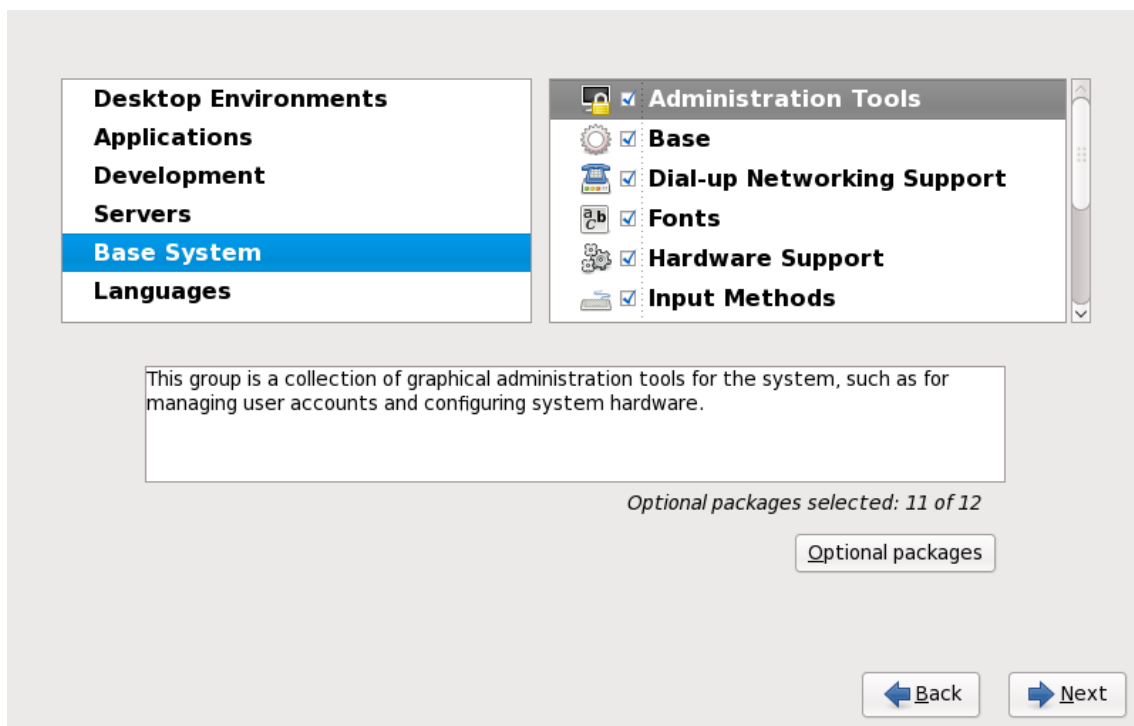 Desktop Environments
Applications
Development
Servers
Base System
Languages
Administration Tools
Base
Dial-up Networking Support
Fonts
Hardware Support
Input Methods
This group is a collection of graphical administration tools for the system, such as for
managing user accounts and configuring system hardware.
Optional packages selected: 11 of 12
Optional packages
Back
Next